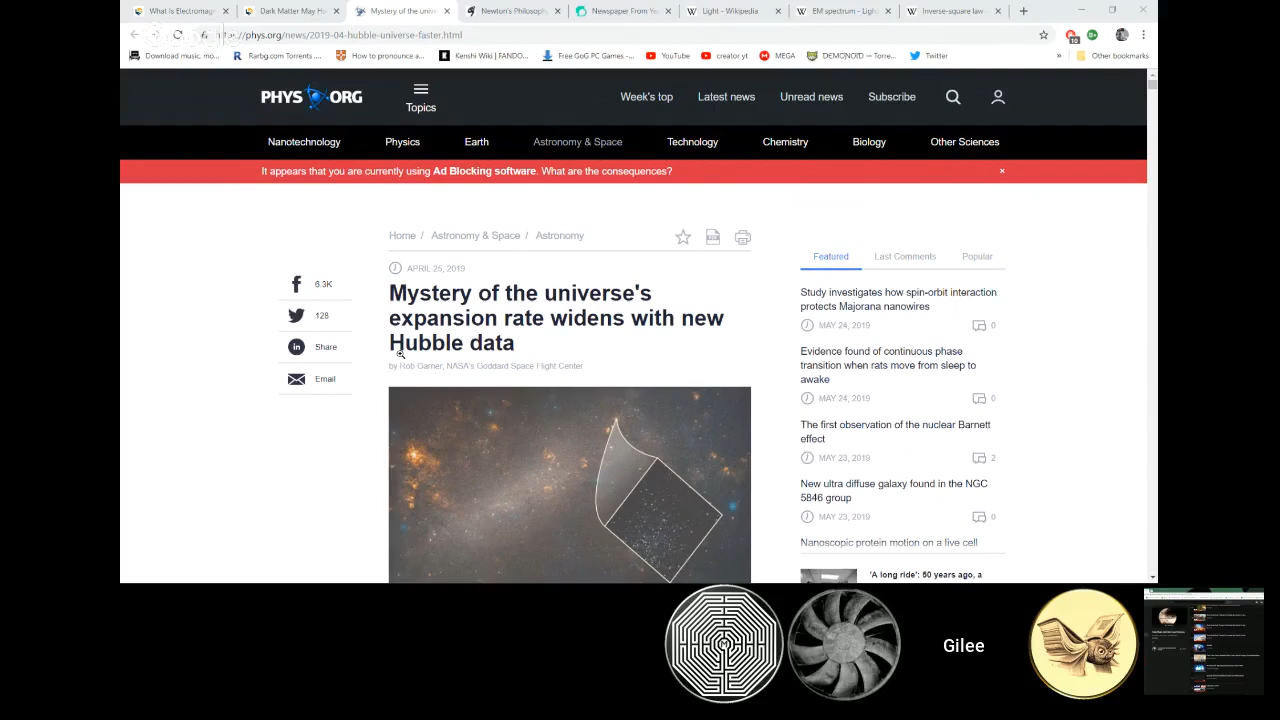 What Is Electromag
Dark Matter May Ho
Mystery of the unive
Newton's Philosoph
Newspaper From Ye
Light - Wikipedia
EM spectrum - Light
Inverse-square law
phys.org/news/2019-04-hubble-universe-faster.html
10
Download music, mo...
Rarbg.com Torrents ...
How to pronounce a...
Kenshi Wiki | FANDO...
Free GoG PC Games -...
YouTube
creator.yt
MEGA
DEMONOID — Torre...
Twitter
»
Other bookmarks
PHYS ORG
Topics
Week's top
Latest news
Unread news
Subscribe
Nanotechnology
Physics
Earth
Astronomy & Space
Technology
Chemistry
Biology
Other Sciences
It appears that you are currently using Ad Blocking software. What are the consequences?
×
Home / Astronomy & Space / Astronomy
APRIL 25, 2019
Mystery of the universe's
expansion rate widens with new
Hubble data
by Rob Garner, NASA's Goddard Space Flight Center
6.3K
128
Share
Email
Featured
Last Comments
Popular
Study investigates how spin-orbit interaction
protects Majorana nanowires
MAY 24, 2019 0
Evidence found of continuous phase
transition when rats move from sleep to
awake
MAY 24, 2019 0
The first observation of the nuclear Barnett
effect
MAY 23, 2019 2
New ultra diffuse galaxy found in the NGC
5846 group
MAY 23, 2019 0
Nanoscopic protein motion on a live cell
'A long ride': 50 years ago, a
Gilee